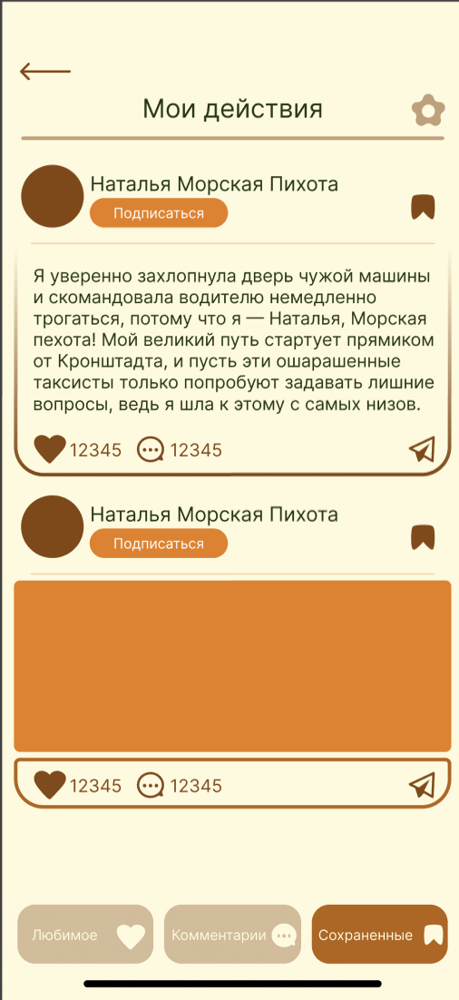 Мои действия
Наталья Морская Пихота
Подписаться
Я уверенно захлопнула дверь чужой машины
и скомандовала водителю немедленно
трогаться, потому что я — Наталья, Морская
пехота! Мой великий путь стартует прямиком
от Кронштадта, и пусть эти ошарашенные
таксисты только попробуют задавать лишние
вопросы, ведь я шла к этому с самых низов.
12345 12345
Наталья Морская Пихота
Подписаться
12345 12345
Любимое Комментарии Сохраненные